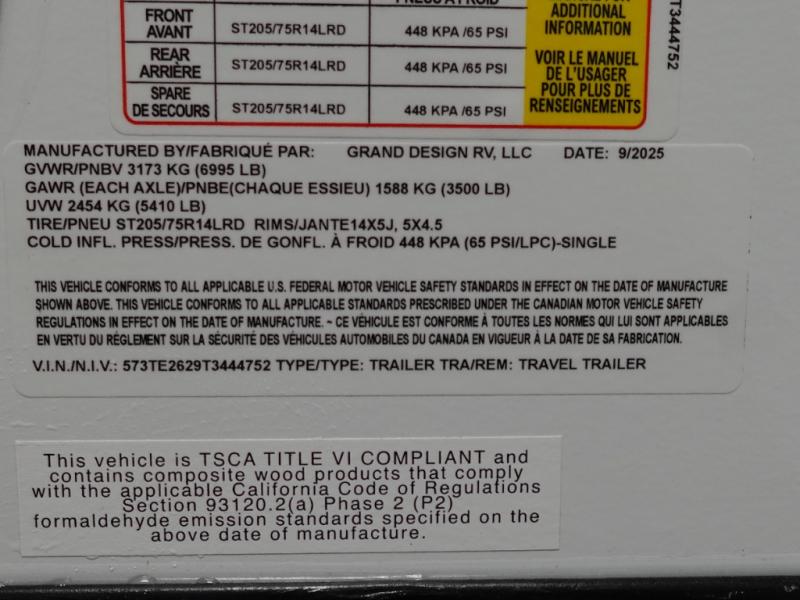 FRONT
AVANT ST205/75R14LRD 448 KPA /65 PSI
REAR
ARRIÈRE ST205/75R14LRD 448 KPA /65 PSI
SPARE
DE SECOURS ST205/75R14LRD 448 KPA /65 PSI
ADDITIONAL
INFORMATION
VOIR LE MANUEL
DE L'USAGER
POUR PLUS DE
RENSEIGNEMENTS
T3444752
MANUFACTURED BY/FABRIQUÉ PAR: GRAND DESIGN RV, LLC DATE: 9/2025
GVWR/PNBV 3173 KG (6995 LB)
GAWR (EACH AXLE)/PNBE(CHAQUE ESSIEU) 1588 KG (3500 LB)
UVW 2454 KG (5410 LB)
TIRE/PNEU ST205/75R14LRD RIMS/JANTE14X5J, 5X4.5
COLD INFL. PRESS/PRESS. DE GONFL. À FROID 448 KPA (65 PSI/LPC)-SINGLE
THIS VEHICLE CONFORMS TO ALL APPLICABLE U.S. FEDERAL MOTOR VEHICLE SAFETY STANDARDS IN EFFECT ON THE DATE OF MANUFACTURE
SHOWN ABOVE. THIS VEHICLE CONFORMS TO ALL APPLICABLE STANDARDS PRESCRIBED UNDER THE CANADIAN MOTOR VEHICLE SAFETY
REGULATIONS IN EFFECT ON THE DATE OF MANUFACTURE. ~ CE VÉHICULE EST CONFORME À TOUTES LES NORMES QUI LUI SONT APPLICABLES
EN VERTU DU RÉGLEMENT SUR LA SÉCURITÉ DES VÉHICULES AUTOMOBILES DU CANADA EN VIGUEUR À LA DATE DE SA FABRICATION.
V.I.N./N.I.V.: 573TE2629T3444752 TYPE/TYPE: TRAILER TRA/REM: TRAVEL TRAILER
This vehicle is TSCA TITLE VI COMPLIANT and
contains composite wood products that comply
with the applicable California Code of Regulations
Section 93120.2(a) Phase 2 (P2)
formaldehyde emission standards specified on the
above date of manufacture.